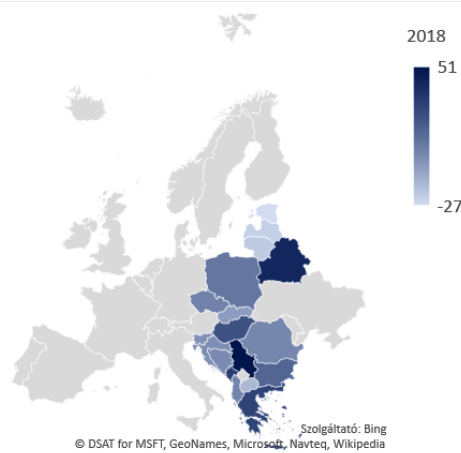 2018
51
-27
Szolgáltató: Bing
© DSAT for MSFT, GeoNames, Microsoft, Navteq, Wikipedia